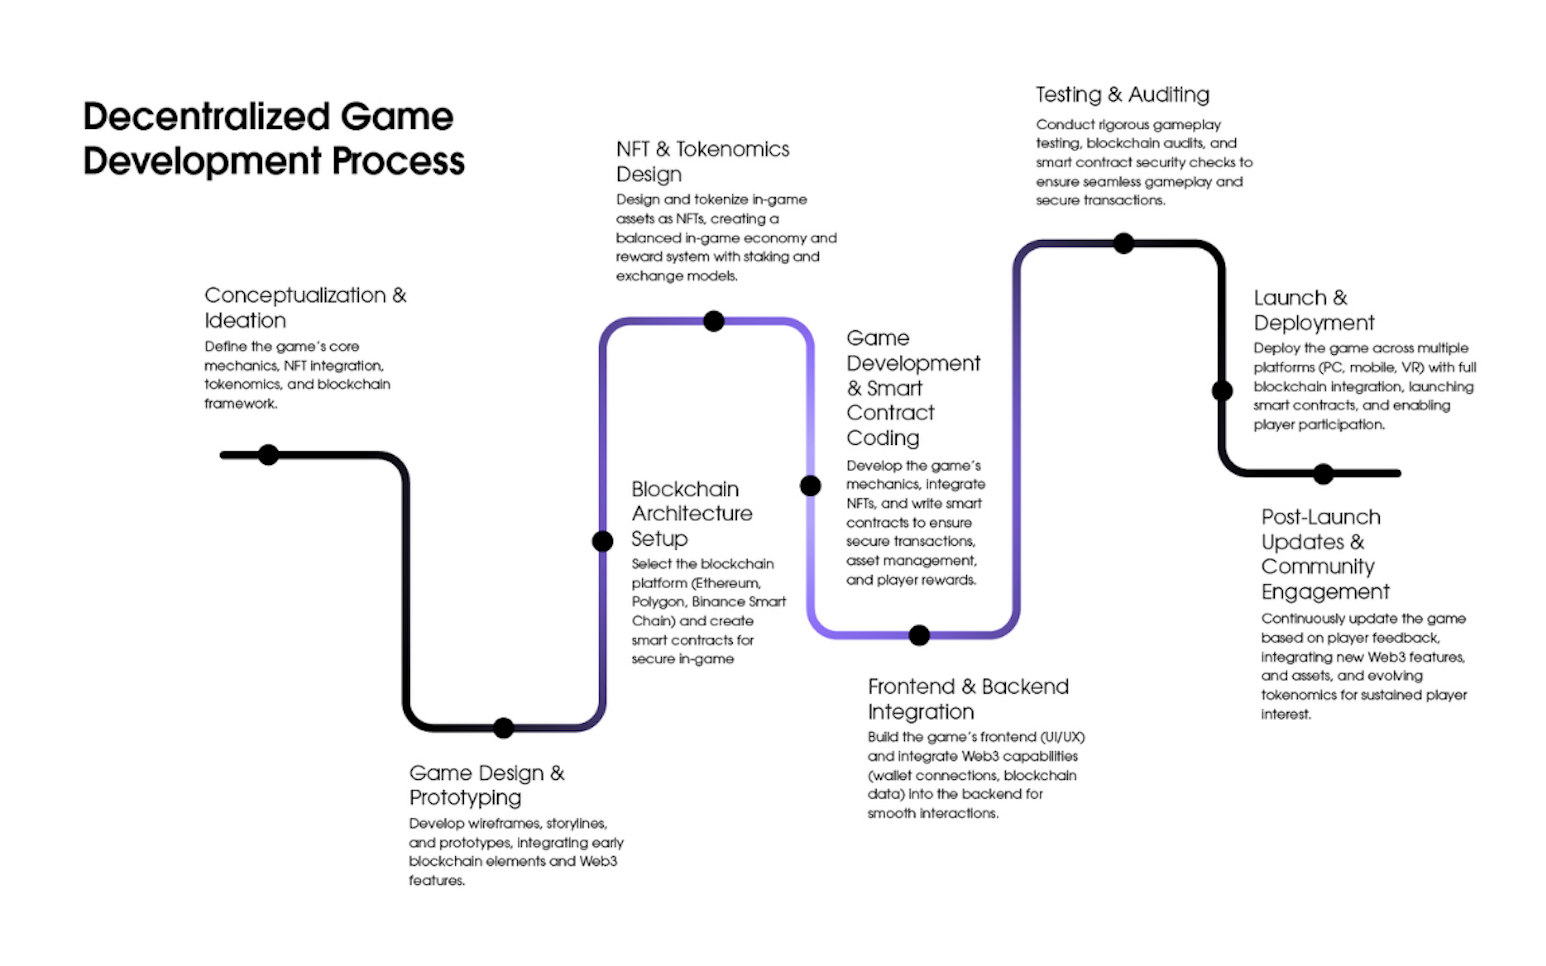 Decentralized Game
Development Process
Conceptualization &
Ideation
Define the game's core
mechanics, NFT integration,
tokenomics, and blockchain
framework.
Game Design &
Prototyping
Develop wireframes, storylines,
and prototypes, integrating early
blockchain elements and Web3
features.
Blockchain
Architecture
Setup
Select the blockchain
platform (Ethereum,
Polygon, Binance Smart
Chain) and create
smart contracts for
secure in-game
NFT & Tokenomics
Design
Design and tokenize in-game
assets as NFTs, creating a
balanced in-game economy and
reward system with staking and
exchange models.
Game
Development
& Smart
Contract
Coding
Develop the game's
mechanics, integrate
NFTs, and write smart
contracts to ensure
secure transactions,
asset management,
and player rewards.
Frontend & Backend
Integration
Build the game's frontend (UI/UX)
and integrate Web3 capabilities
(wallet connections, blockchain
data) into the backend for
smooth interactions.
Testing & Auditing
Conduct rigorous gameplay
testing, blockchain audits, and
smart contract security checks to
ensure seamless gameplay and
secure transactions.
Launch &
Deployment
Deploy the game across multiple
platforms (PC, mobile, VR) with full
blockchain integration, launching
smart contracts, and enabling
player participation.
Post-Launch
Updates &
Community
Engagement
Continuously update the game
based on player feedback,
integrating new Web3 features,
and assets, and evolving
tokenomics for sustained player
interest.